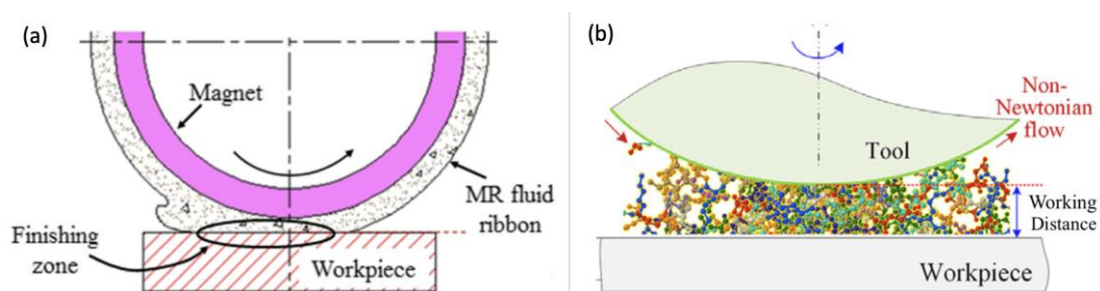 (a)
Magnet
MR fluid
ribbon
Finishing
zone
Workpiece
(b)
Non-
Newtonian
flow
Tool
Working
Distance
Workpiece